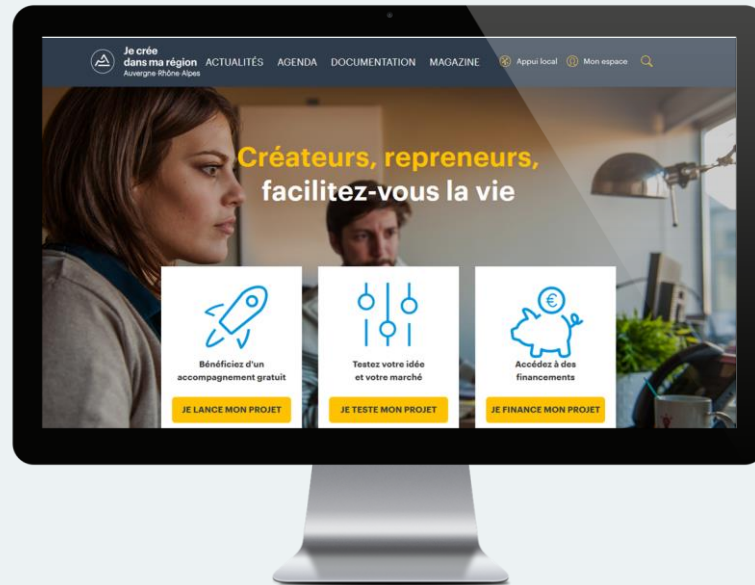 Je crée
dans ma région
Auvergne Rhône Alpes
ACTUALITÉS AGENDA DOCUMENTATION MAGAZINE Appui local Mon espace
Créateurs, repreneurs,
facilitez-vous la vie
€
Bénéficiez d'un
accompagnement gratuit
JE LANCE MON PROJET
Testez votre idée
et votre marché
JE TESTE MON PROJET
Accédez à des
financements
JE FINANCE MON PROJET